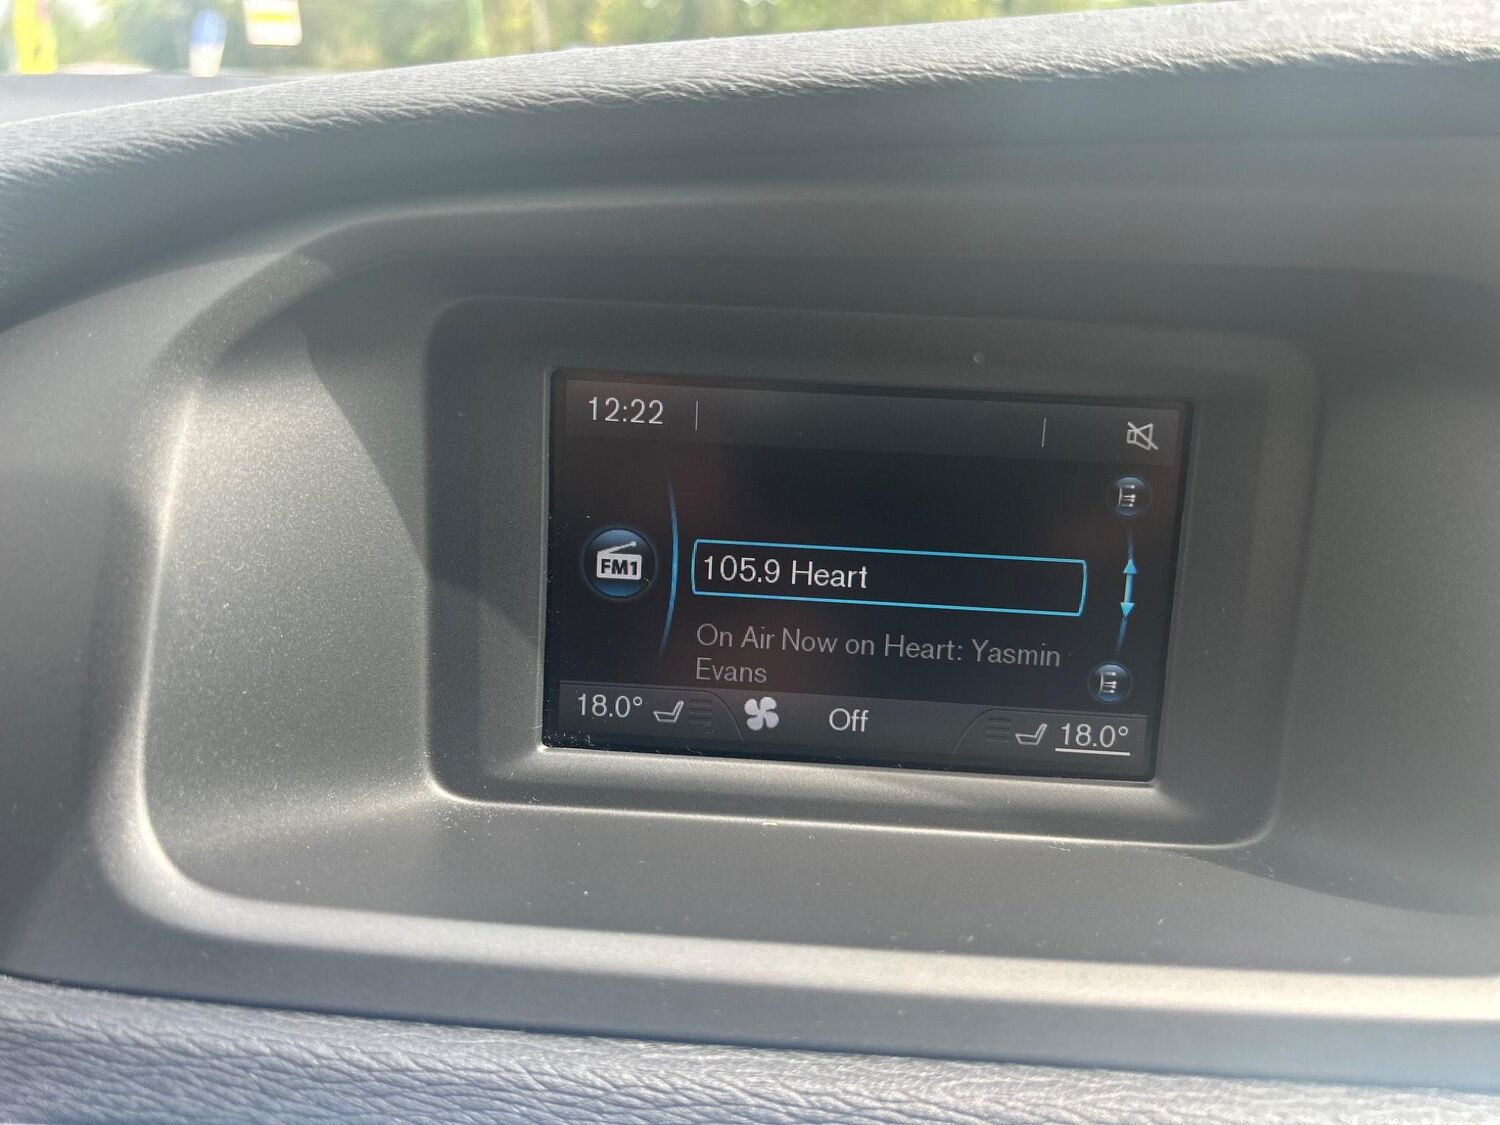 12:22
FM1
105.9 Heart
On Air Now on Heart: Yasmin
Evans
18.0° Off 18.0°